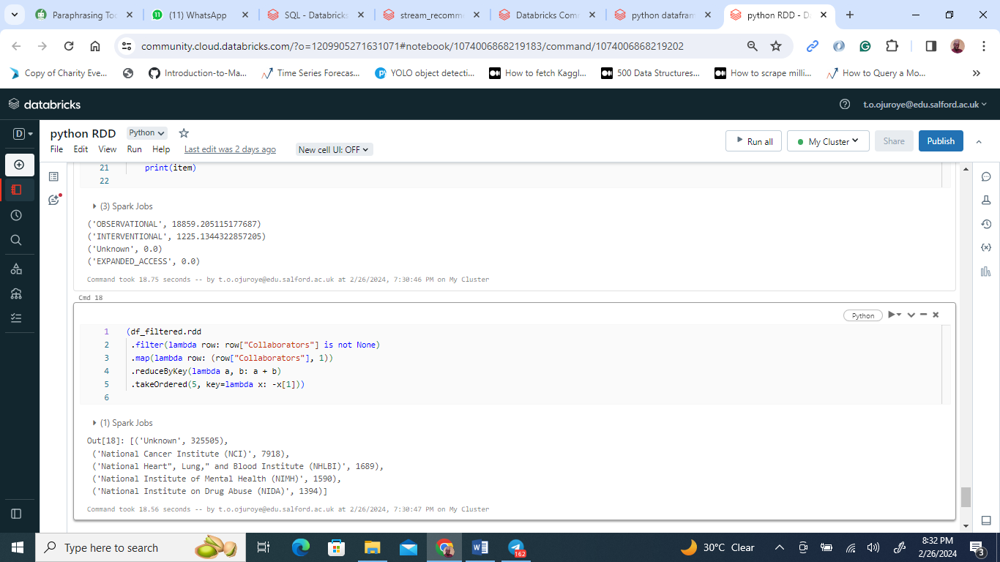 Paraphrasing Too
(11) WhatsApp
SQL - Databricks
stream_recomme
Databricks Com
python datafram
python RDD - Da
community.cloud.databricks.com/?o=1209905271631071#notebook/1074006868219183/command/1074006868219202
Copy of Charity Eve...
Introduction-to-Ma...
Time Series Forecas...
YOLO object detecti...
How to fetch Kaggl...
500 Data Structures...
How to scrape milli...
How to Query a Mo...
databricks
t.o.ojuroye@edu.salford.ac.uk
D
python RDD
Python
File Edit View Run Help Last edit was 2 days ago New cell UI: OFF
Run all
My Cluster
Share
Publish
21 print(item)
22
(3) Spark Jobs
('OBSERVATIONAL', 18859.205115177687)
('INTERVENTIONAL', 1225.1344322857205)
('Unknown', 0.0)
('EXPANDED_ACCESS', 0.0)
Command took 18.75 seconds -- by t.o.ojuroye@edu.salford.ac.uk at 2/26/2024, 7:30:46 PM on My Cluster
Cmd 18
Python
1 (df_filtered.rdd
2 .filter(lambda row: row["Collaborators"] is not None)
3 .map(lambda row: (row["Collaborators"], 1))
4 .reduceByKey(lambda a, b: a + b)
5 .takeOrdered(5, key=lambda x: -x[1]))
6
(1) Spark Jobs
Out[18]: [('Unknown', 325505),
('National Cancer Institute (NCI)', 7918),
('National Heart", Lung," and Blood Institute (NHLBI)', 1689),
('National Institute of Mental Health (NIMH)', 1590),
('National Institute on Drug Abuse (NIDA)', 1394)]
Command took 18.56 seconds -- by t.o.ojuroye@edu.salford.ac.uk at 2/26/2024, 7:30:47 PM on My Cluster
Type here to search
162
30°C Clear
8:32 PM
2/26/2024
3